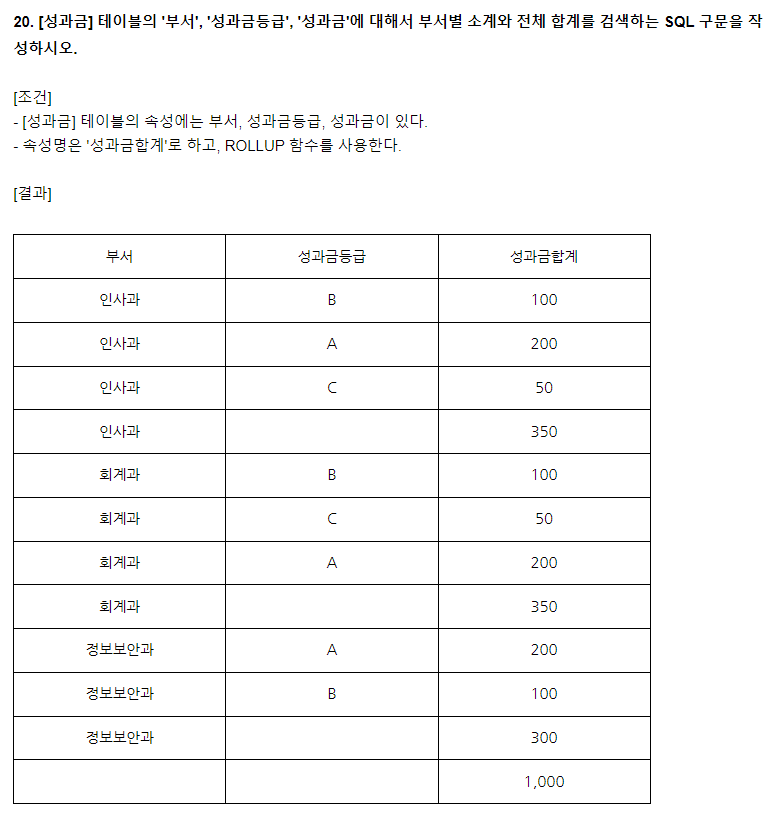 20. [성과금] 테이블의 '부서', '성과금등급', '성과금'에 대해서 부서별 소계와 전체 합계를 검색하는 SQL 구문을 작
성하시오.
[조건]
- [성과금] 테이블의 속성에는 부서, 성과금등급, 성과금이 있다.
- 속성명은 '성과금합계'로 하고, ROLLUP 함수를 사용한다.
[결과]
부서 성과금등급 성과금합계
인사과 B 100
인사과 A 200
인사과 C 50
인사과 350
회계과 B 100
회계과 C 50
회계과 A 200
회계과 350
정보보안과 A 200
정보보안과 B 100
정보보안과 300
1,000